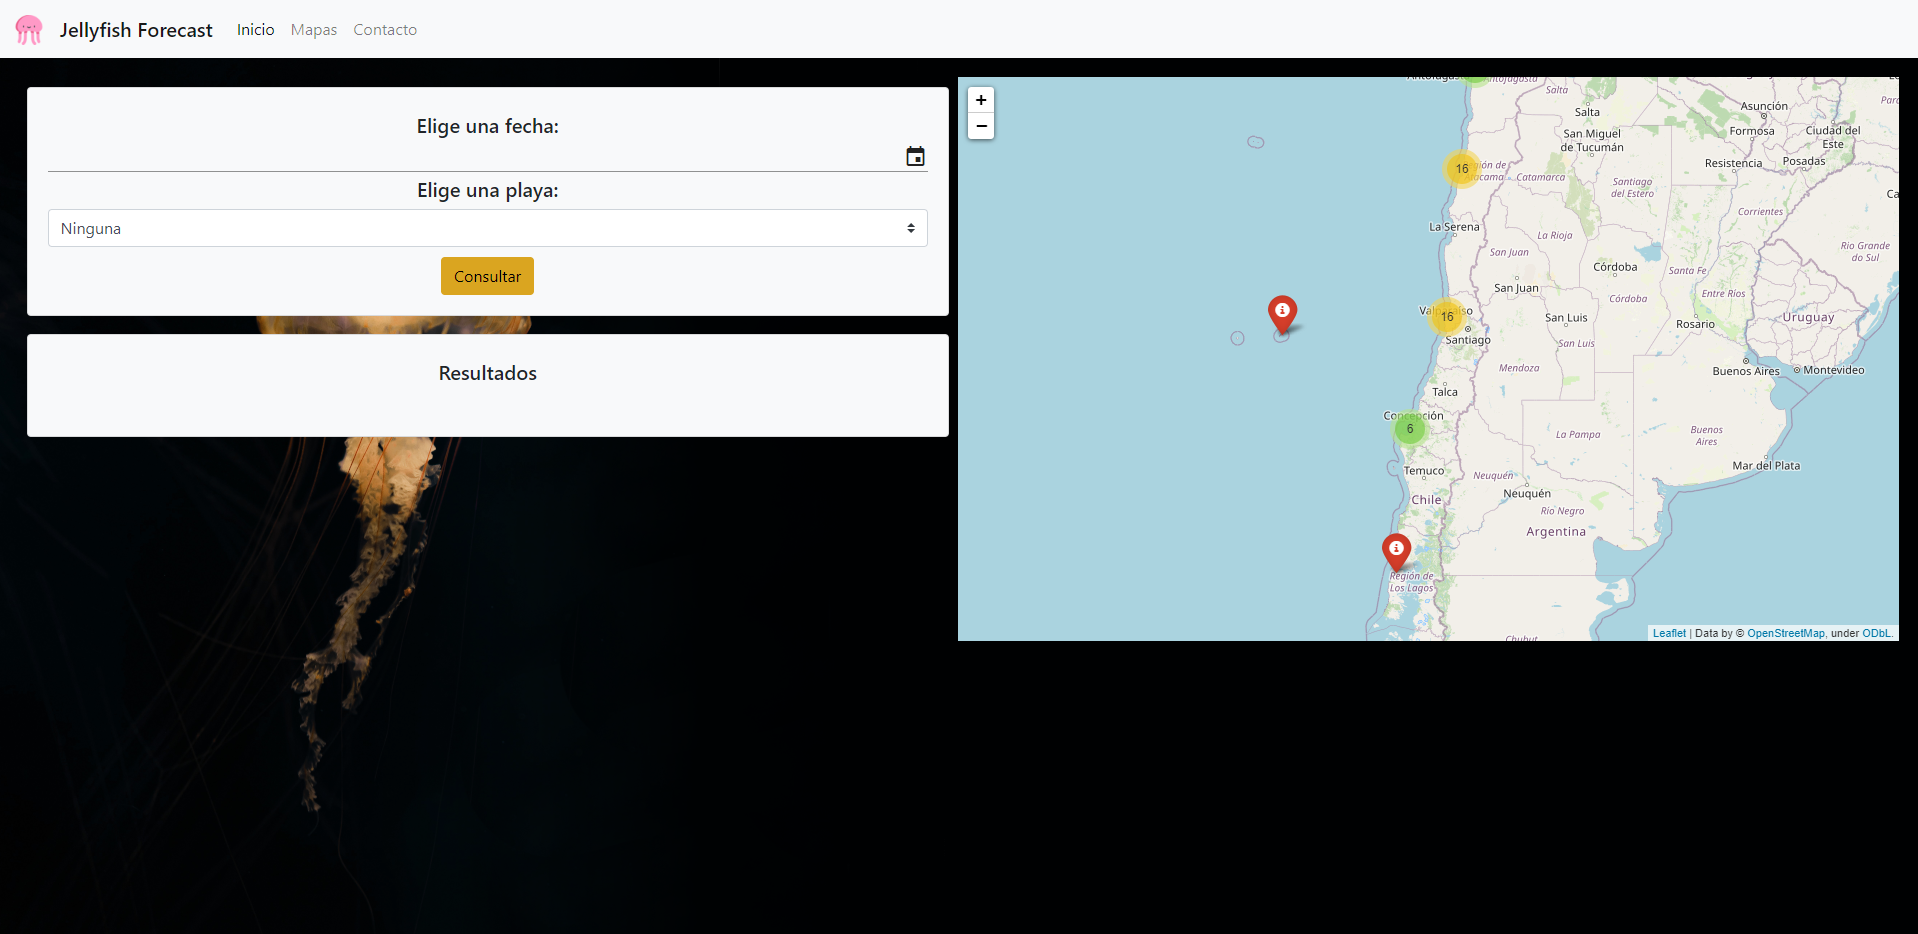 Jellyfish Forecast
Inicio
Mapas
Contacto
Elige una fecha:
Elige una playa:
Ninguna
Consultar
Resultados
+
−
Salta
Asunción
Salta
Formosa
Ciudad del
Este
San Miguel
de Tucumán
Resistencia
Posadas
16
Región de
Atacama
Catamarca
Santiago
del Estero
Corrientes
La Serena
La Rioja
Rio Grande
do Sul
San Juan
Córdoba
Santa Fe
San Juan
Córdoba
Entre Ríos
16
San Luis
Rosario
Uruguay
Santiago
San Luis
Mendoza
Buenos Aires
Montevideo
Talca
Concepción
6
La Pampa
Buenos
Aires
Temuco
Neuquén
Mar del Plata
Chile
Neuquén
Río Negro
Argentina
Región de
Los Lagos
Chubut
Leaflet | Data by © OpenStreetMap, under ODbL.